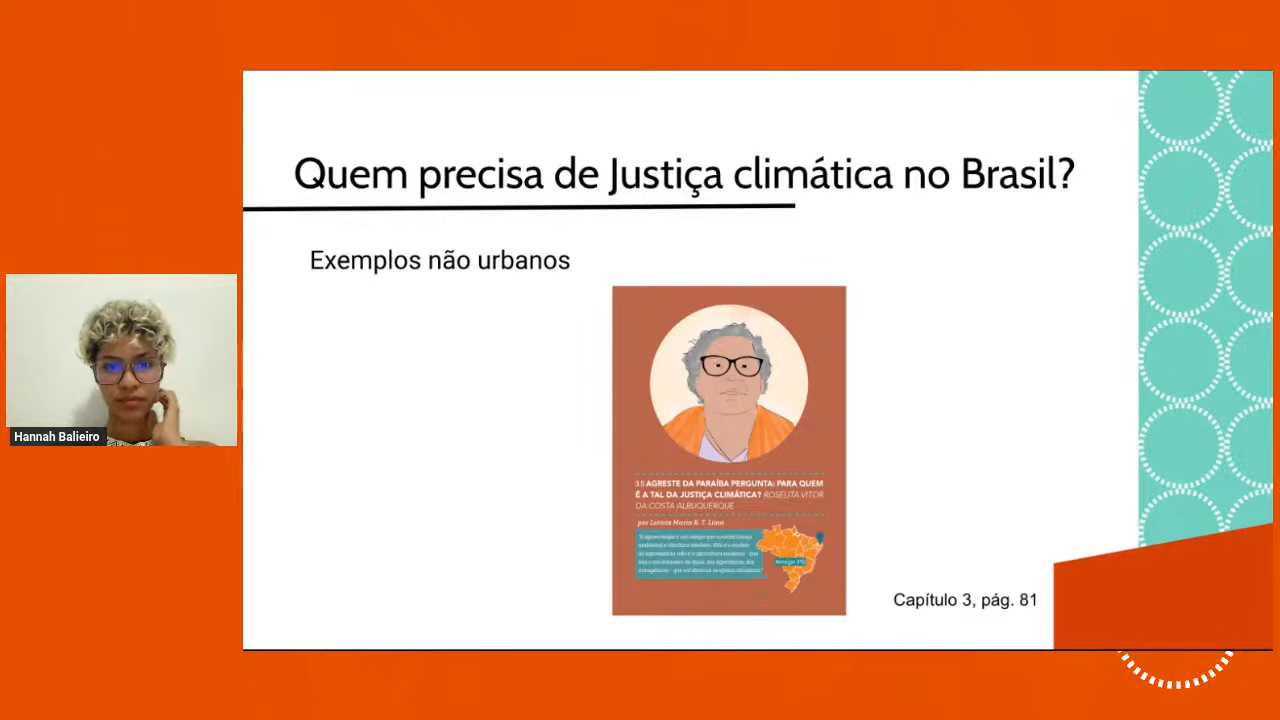 Quem precisa de Justiça climática no Brasil?
Exemplos não urbanos
Hannah Balieiro
3.5 AGRESTE DA PARAÍBA PERGUNTA: PARA QUEM
É A TAL DA JUSTIÇA CLIMÁTICA? ROSELITA VITOR
DA COSTA ALBUQUERQUE
por Letícia Maria R. T. Lima
Capítulo 3, pág. 81